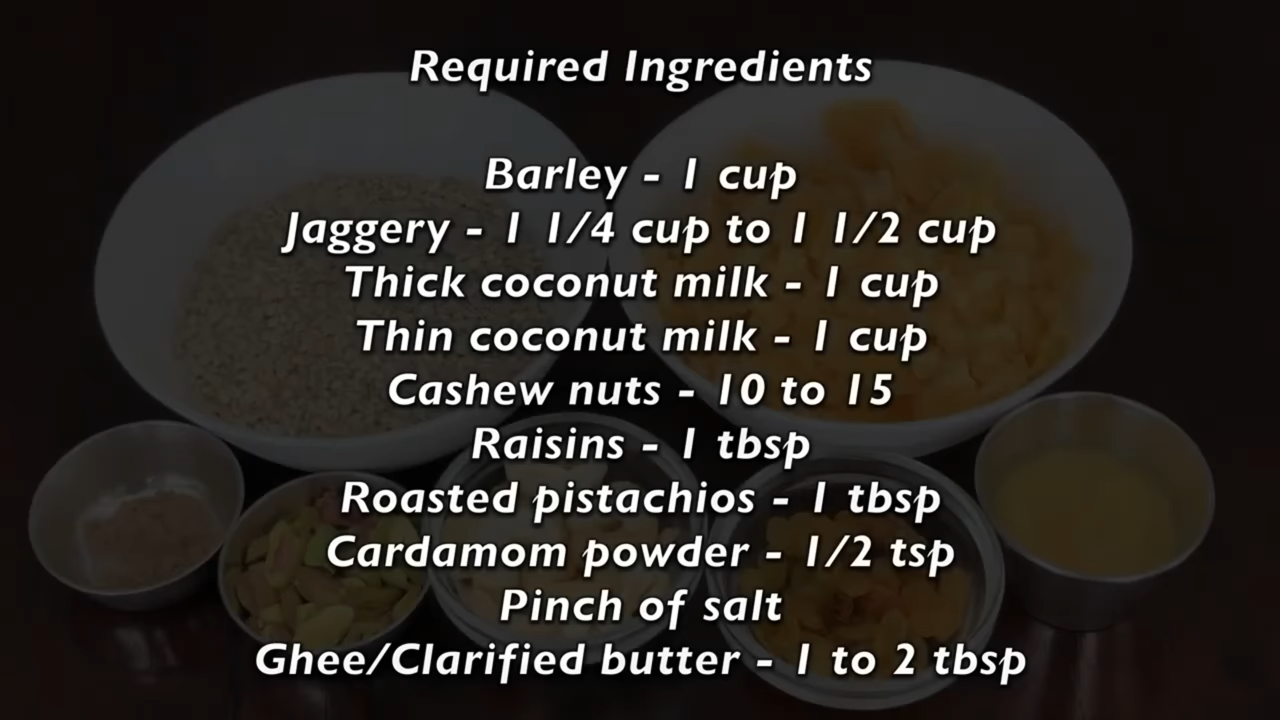 Required Ingredients
Barley - 1 cup
Jaggery - 1 1/4 cup to 1 1/2 cup
Thick coconut milk - 1 cup
Thin coconut milk - 1 cup
Cashew nuts - 10 to 15
Raisins - 1 tbsp
Roasted pistachios - 1 tbsp
Cardamom powder - 1/2 tsp
Pinch of salt
Ghee/Clarified butter - 1 to 2 tbsp